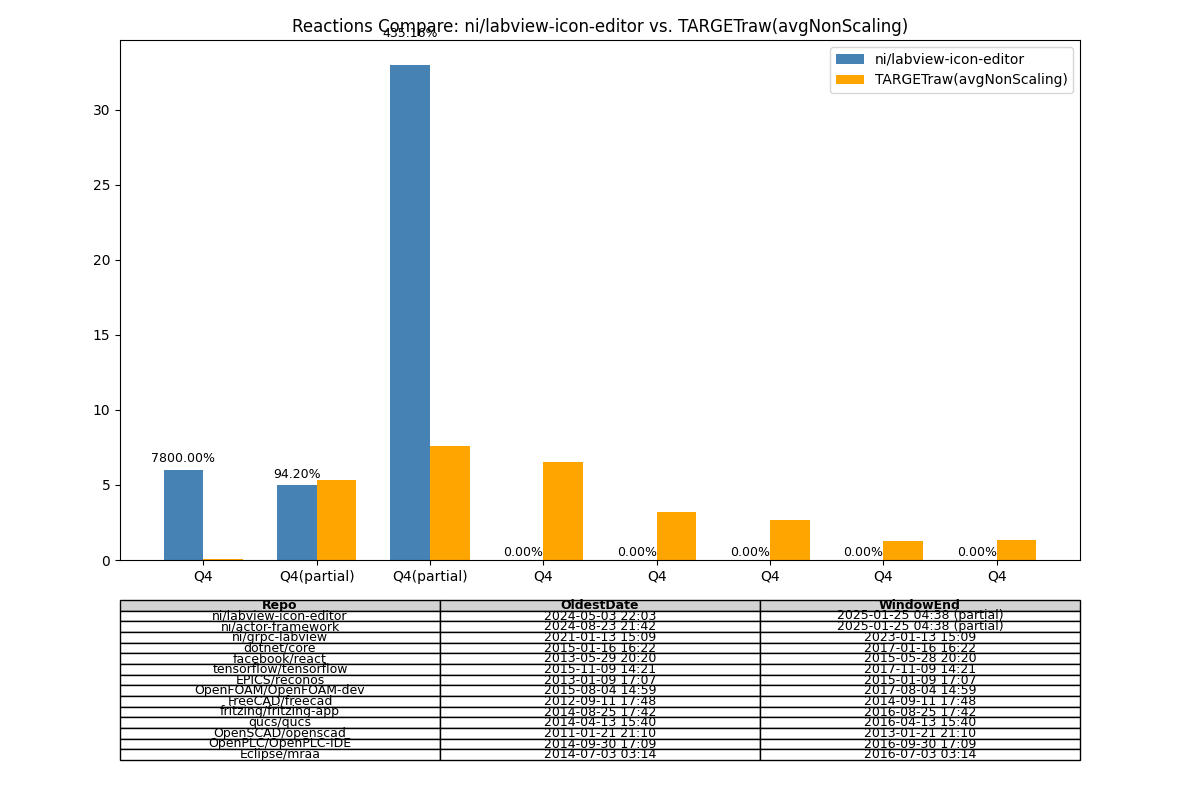 Reactions Compare: ni/labview-icon-editor vs. TARGETraw(avgNonScaling)
435.16%
ni/labview-icon-editor
TARGETraw(avgNonScaling)
30
25
20
15
10
5
0
7800.00%
94.20%
0.00% 0.00% 0.00% 0.00% 0.00%
Q4 Q4(partial) Q4(partial) Q4 Q4 Q4 Q4 Q4
Repo OldestDate WindowEnd
ni/labview-icon-editor 2024-05-03 22:03 2025-01-25 04:38 (partial)
ni/actor-framework 2024-08-23 21:42 2025-01-25 04:38 (partial)
ni/grpc-labview 2021-01-13 15:09 2023-01-13 15:09
dotnet/core 2015-01-16 16:22 2017-01-16 16:22
facebook/react 2013-05-29 20:20 2015-05-28 20:20
tensorflow/tensorflow 2015-11-09 14:21 2017-11-09 14:21
EPICS/reconos 2013-01-09 17:07 2015-01-09 17:07
OpenFOAM/OpenFOAM-dev 2015-08-04 14:59 2017-08-04 14:59
FreeCAD/freecad 2012-09-11 17:48 2014-09-11 17:48
fritzing/fritzing-app 2014-08-25 17:42 2016-08-25 17:42
qucs/qucs 2014-04-13 15:40 2016-04-13 15:40
OpenSCAD/openscad 2011-01-21 21:10 2013-01-21 21:10
OpenPLC/OpenPLC-IDE 2014-09-30 17:09 2016-09-30 17:09
Eclipse/mraa 2014-07-03 03:14 2016-07-03 03:14